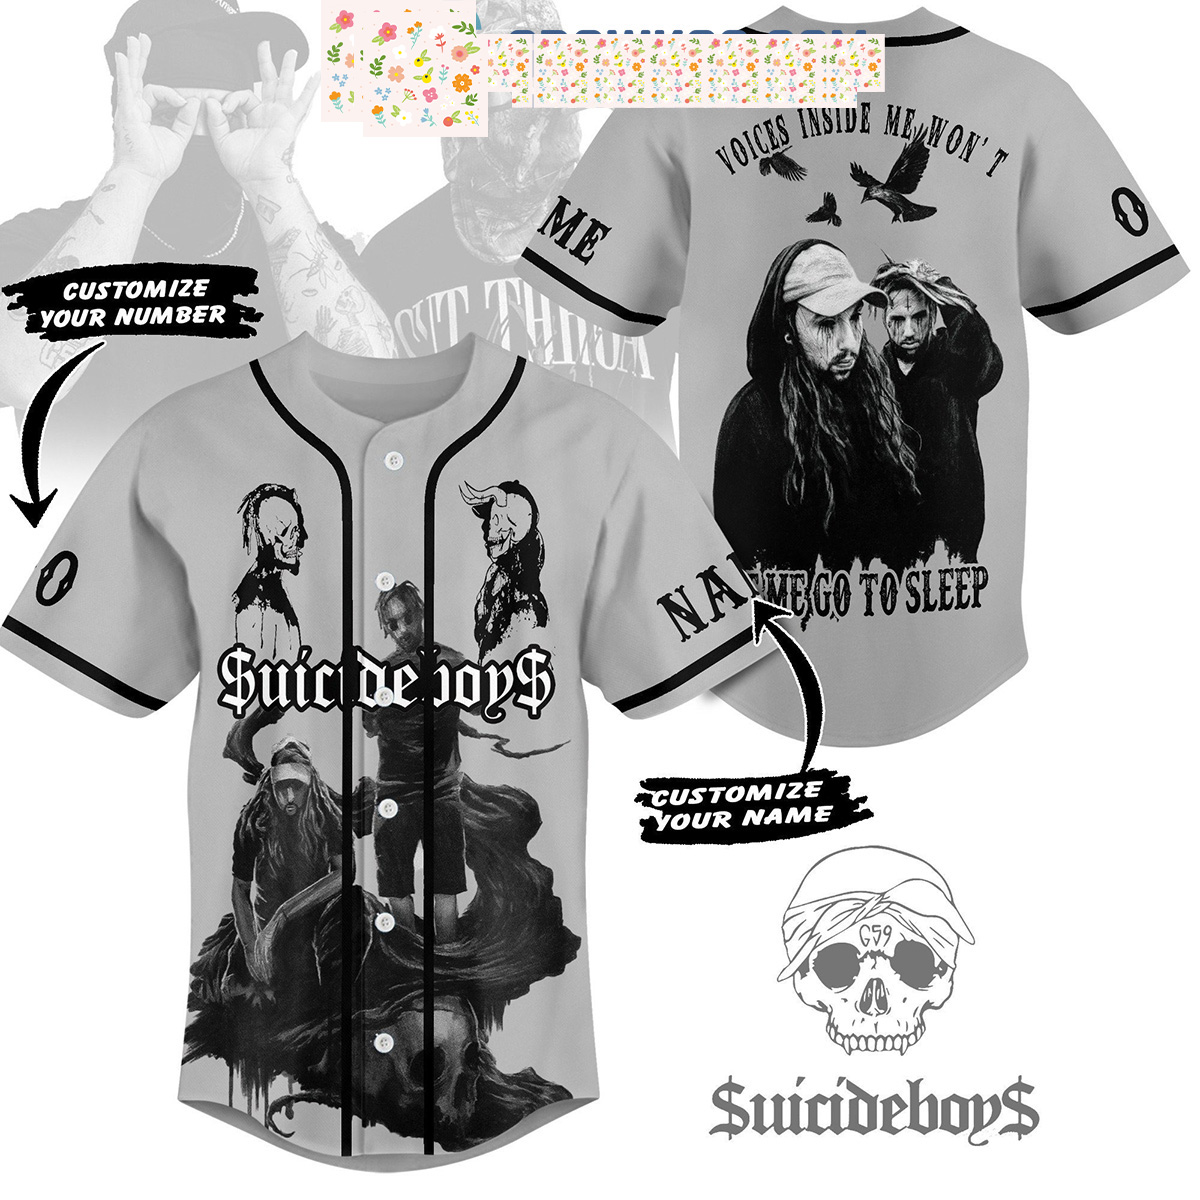 VOICES INSIDE ME WON'T
ME
0
CUSTOMIZE
YOUR NUMBER
0
ME GO TO SLEEP
$uicideboy$
CUSTOMIZE
YOUR NAME
G59
$uicideboy$